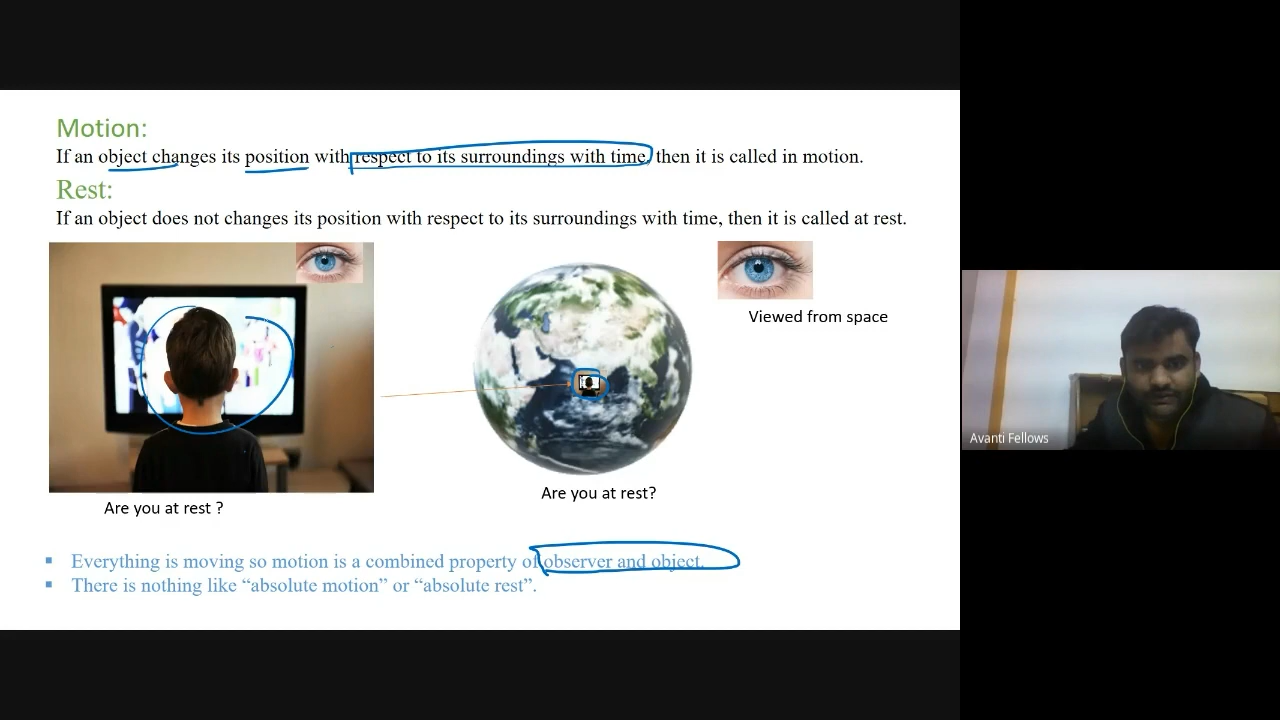 Motion:
If an object changes its position with respect to its surroundings with time, then it is called in motion.
Rest:
If an object does not changes its position with respect to its surroundings with time, then it is called at rest.
Viewed from space
Are you at rest ?
Are you at rest?
▪ Everything is moving so motion is a combined property of observer and object.
▪ There is nothing like “absolute motion” or “absolute rest”.
Avanti Fellows